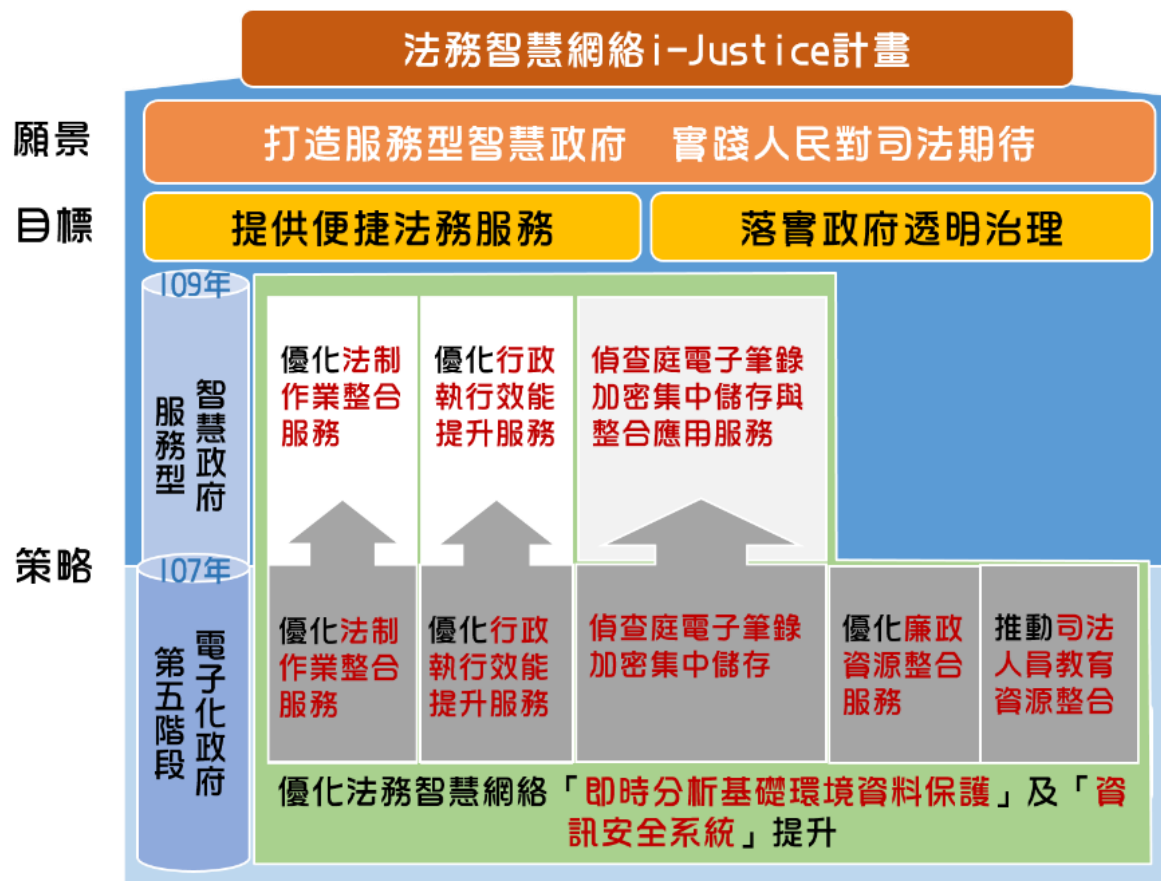 法務智慧網絡i-Justice計畫
願景
打造服務型智慧政府 實踐人民對司法期待
目標
提供便捷法務服務
落實政府透明治理
策略
109年
服務型
智慧政府
優化法制
作業整合
服務
優化行政
執行效能
提升服務
偵查庭電子筆錄
加密集中儲存與
整合應用服務
107年
電子化政府
第五階段
優化法制
作業整合
服務
優化行政
執行效能
提升服務
偵查庭電子筆錄
加密集中儲存
優化廉政
資源整合
服務
推動司法
人員教育
資源整合
優化法務智慧網絡「即時分析基礎環境資料保護」及「資
訊安全系統」提升